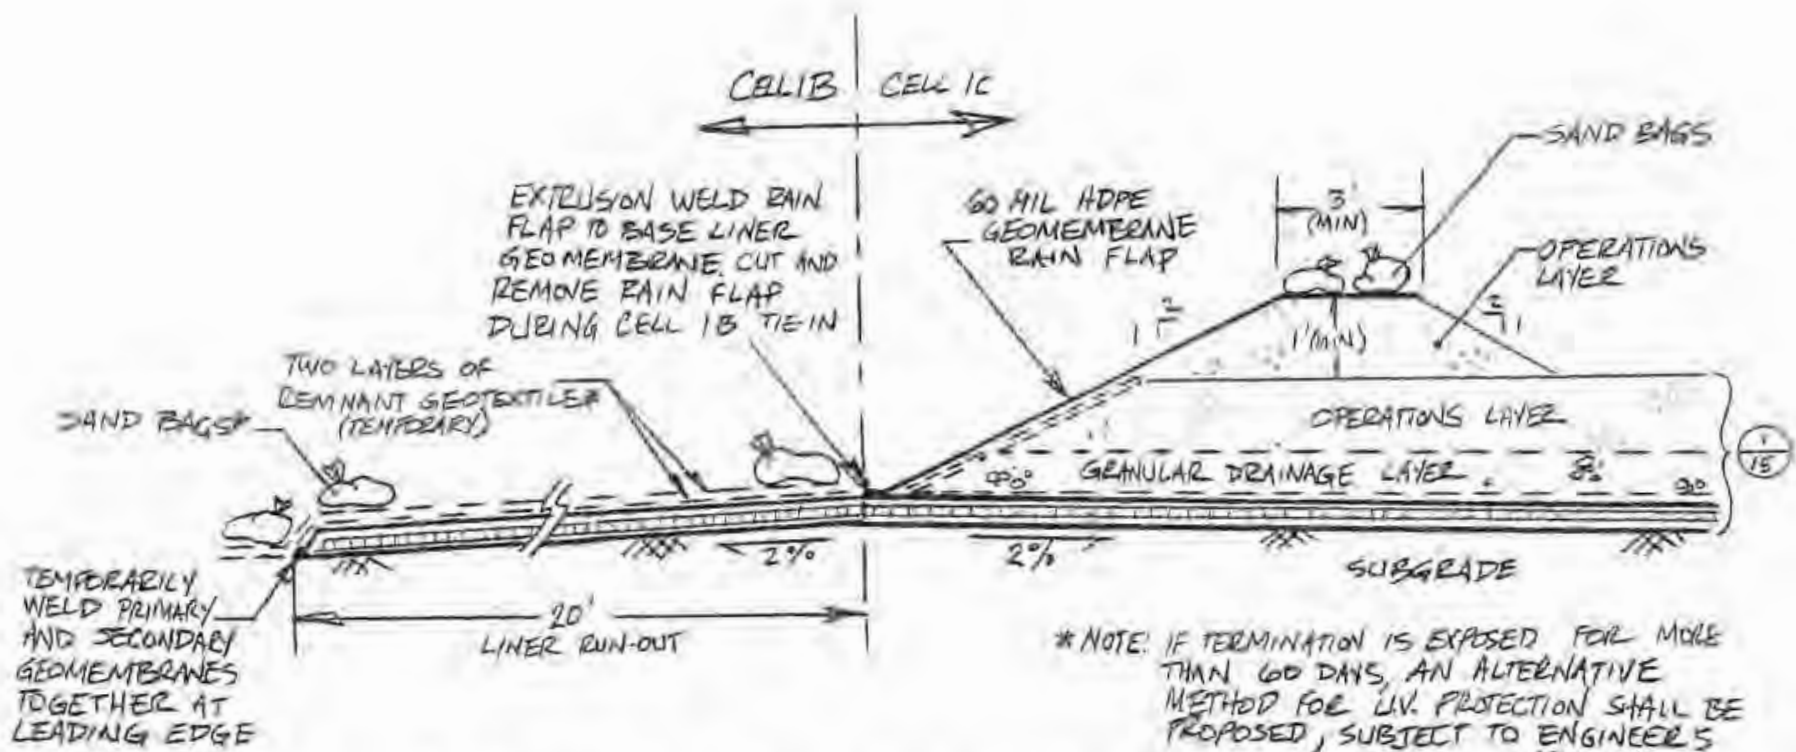 CELL 1B
CELL 1C
SAND BAGS
EXTRUSION WELD RAIN
FLAP TO BASE LINER
GEOMEMBRANE. CUT AND
REMOVE RAIN FLAP
DURING CELL 1B TIE-IN
60 MIL HDPE
GEOMEMBRANE
RAIN FLAP
3'
(MIN)
OPERATIONS
LAYER
2
1
1'(MIN)
2
1
TWO LAYERS OF
REMNANT GEOTEXTILE*
(TEMPORARY)
SAND BAGS*
OPERATIONS LAYER
GRANULAR DRAINAGE LAYER
1
15
2%
2%
SUBGRADE
TEMPORARILY
WELD PRIMARY
AND SECONDARY
GEOMEMBRANES
TOGETHER AT
LEADING EDGE
20'
LINER RUN-OUT
* NOTE: IF TERMINATION IS EXPOSED FOR MORE
THAN 60 DAYS, AN ALTERNATIVE
METHOD FOR U.V. PROTECTION SHALL BE
PROPOSED, SUBJECT TO ENGINEERS